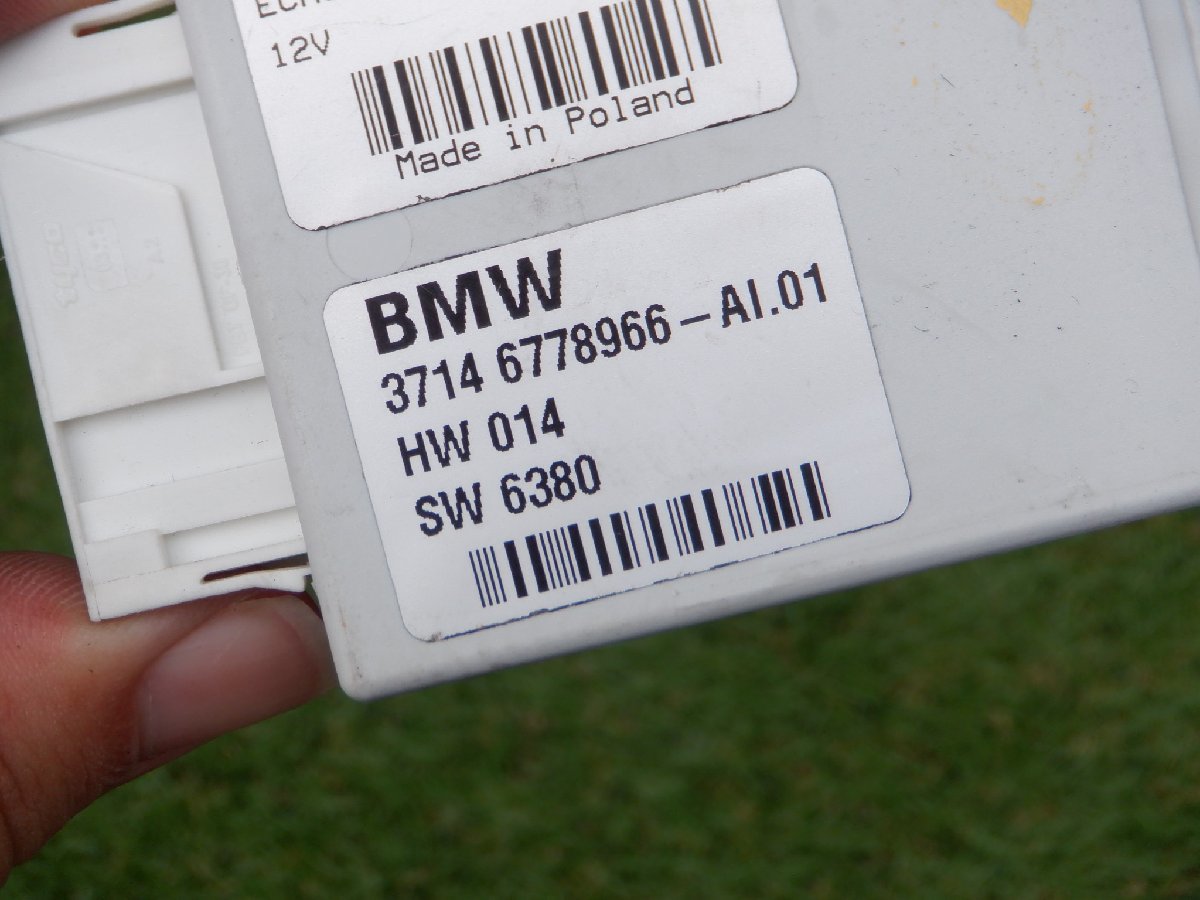 12V
Made in Poland
BMW
3714 6778966 – AI.01
HW 014
SW 6380